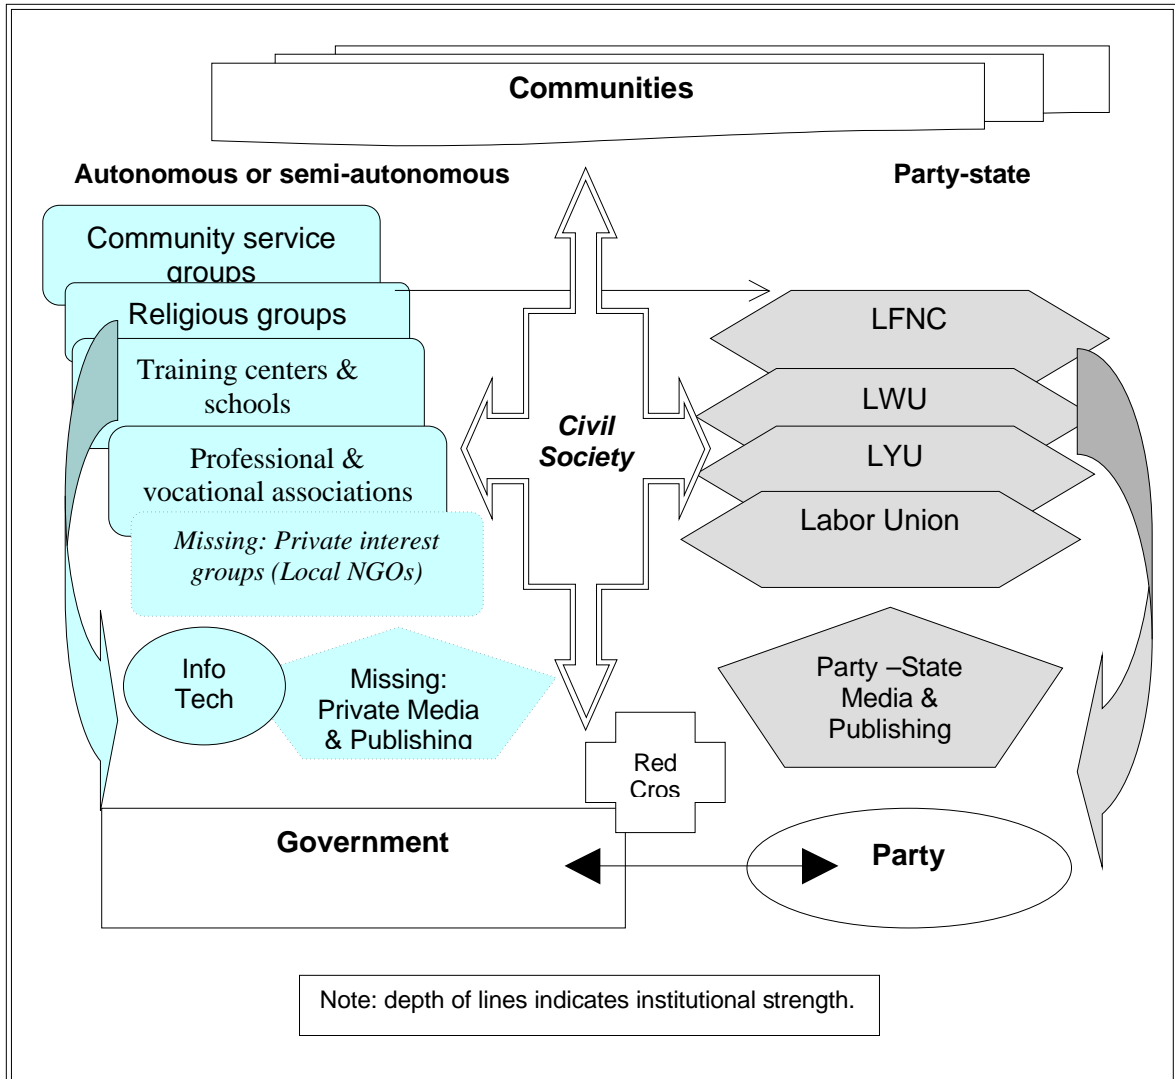 Communities
Autonomous or semi-autonomous
Party-state
Community service
groups
Religious groups
Training centers &
schools
Professional &
vocational associations
Missing: Private interest
groups (Local NGOs)
Info
Tech
Missing:
Private Media
& Publishing
Civil
Society
LFNC
LWU
LYU
Labor Union
Party –State
Media &
Publishing
Red
Cros
Government
Party
Note: depth of lines indicates institutional strength.